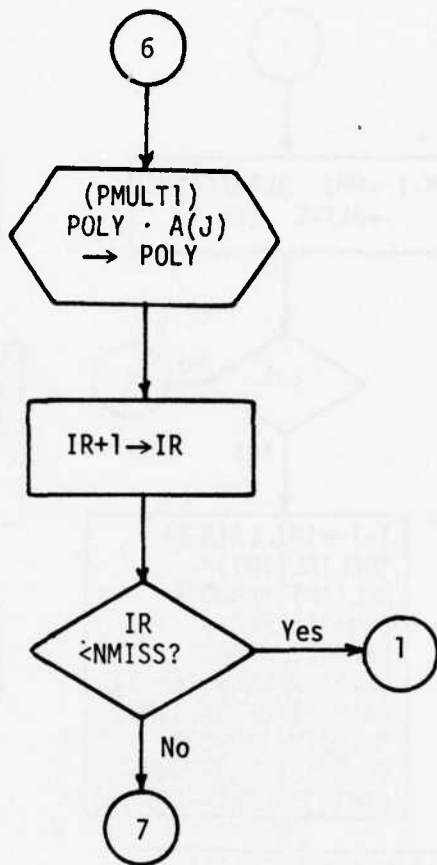 6
(PMULT1)
POLY · A(J)
→ POLY
IR+1→IR
IR
<NMISS?
Yes
1
No
7